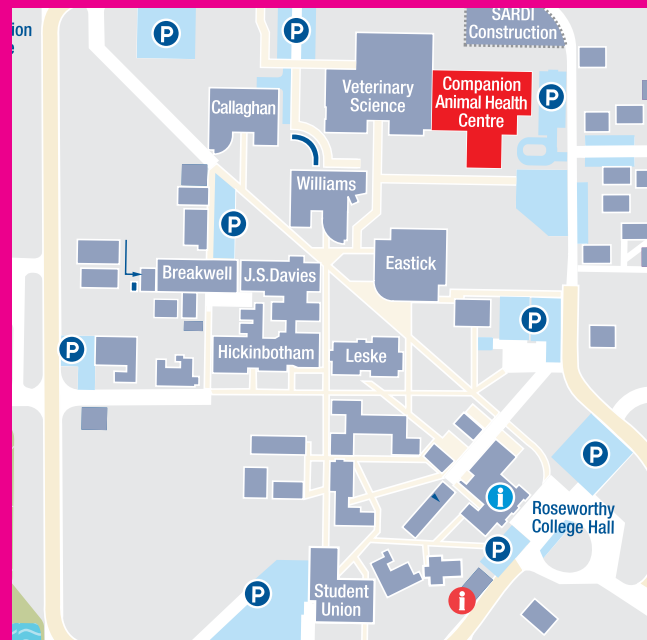 SARDI
Construction
ion
P
P
Veterinary
Science
Companion
Animal Health
Centre
P
Callaghan
Williams
P
Eastick
Breakwell
J.S.Davies
P
P
Hickinbotham
Leske
P
i
Roseworthy
College Hall
P
Student
Union
P
i